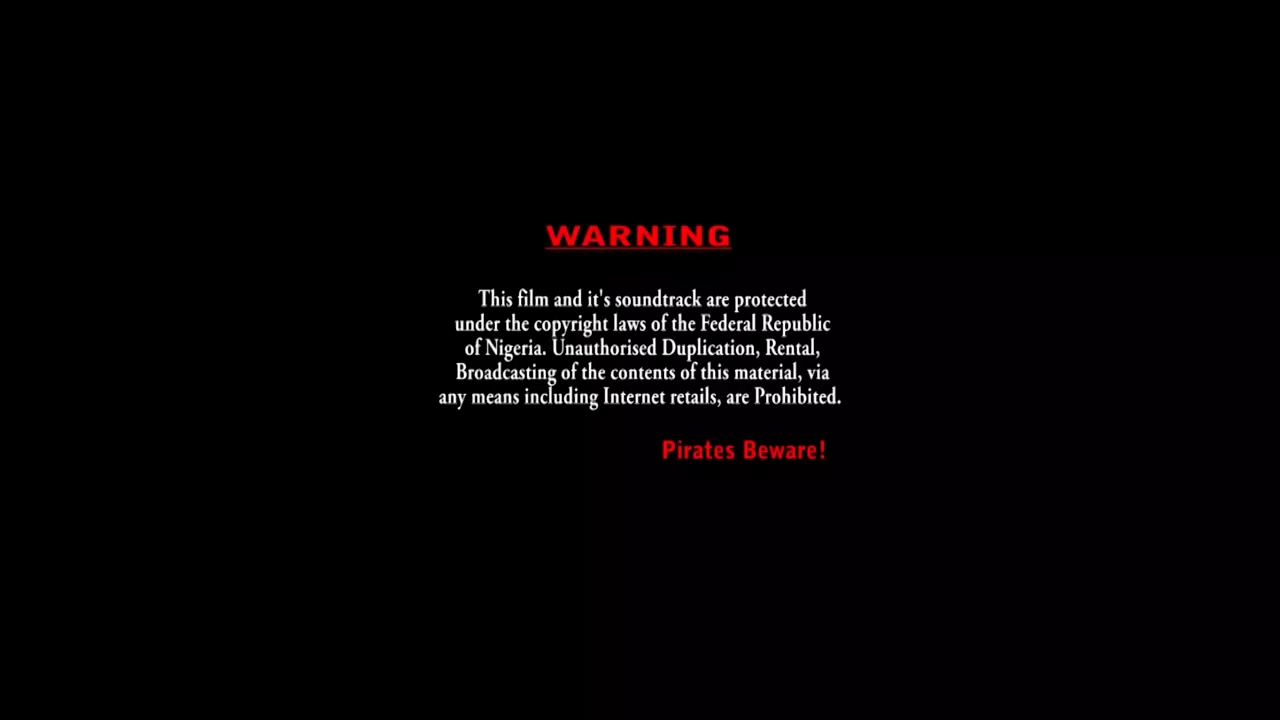 WARNING
This film and it's soundtrack are protected
under the copyright laws of the Federal Republic
of Nigeria. Unauthorised Duplication, Rental,
Broadcasting of the contents of this material, via
any means including Internet retails, are Prohibited.
Pirates Beware!